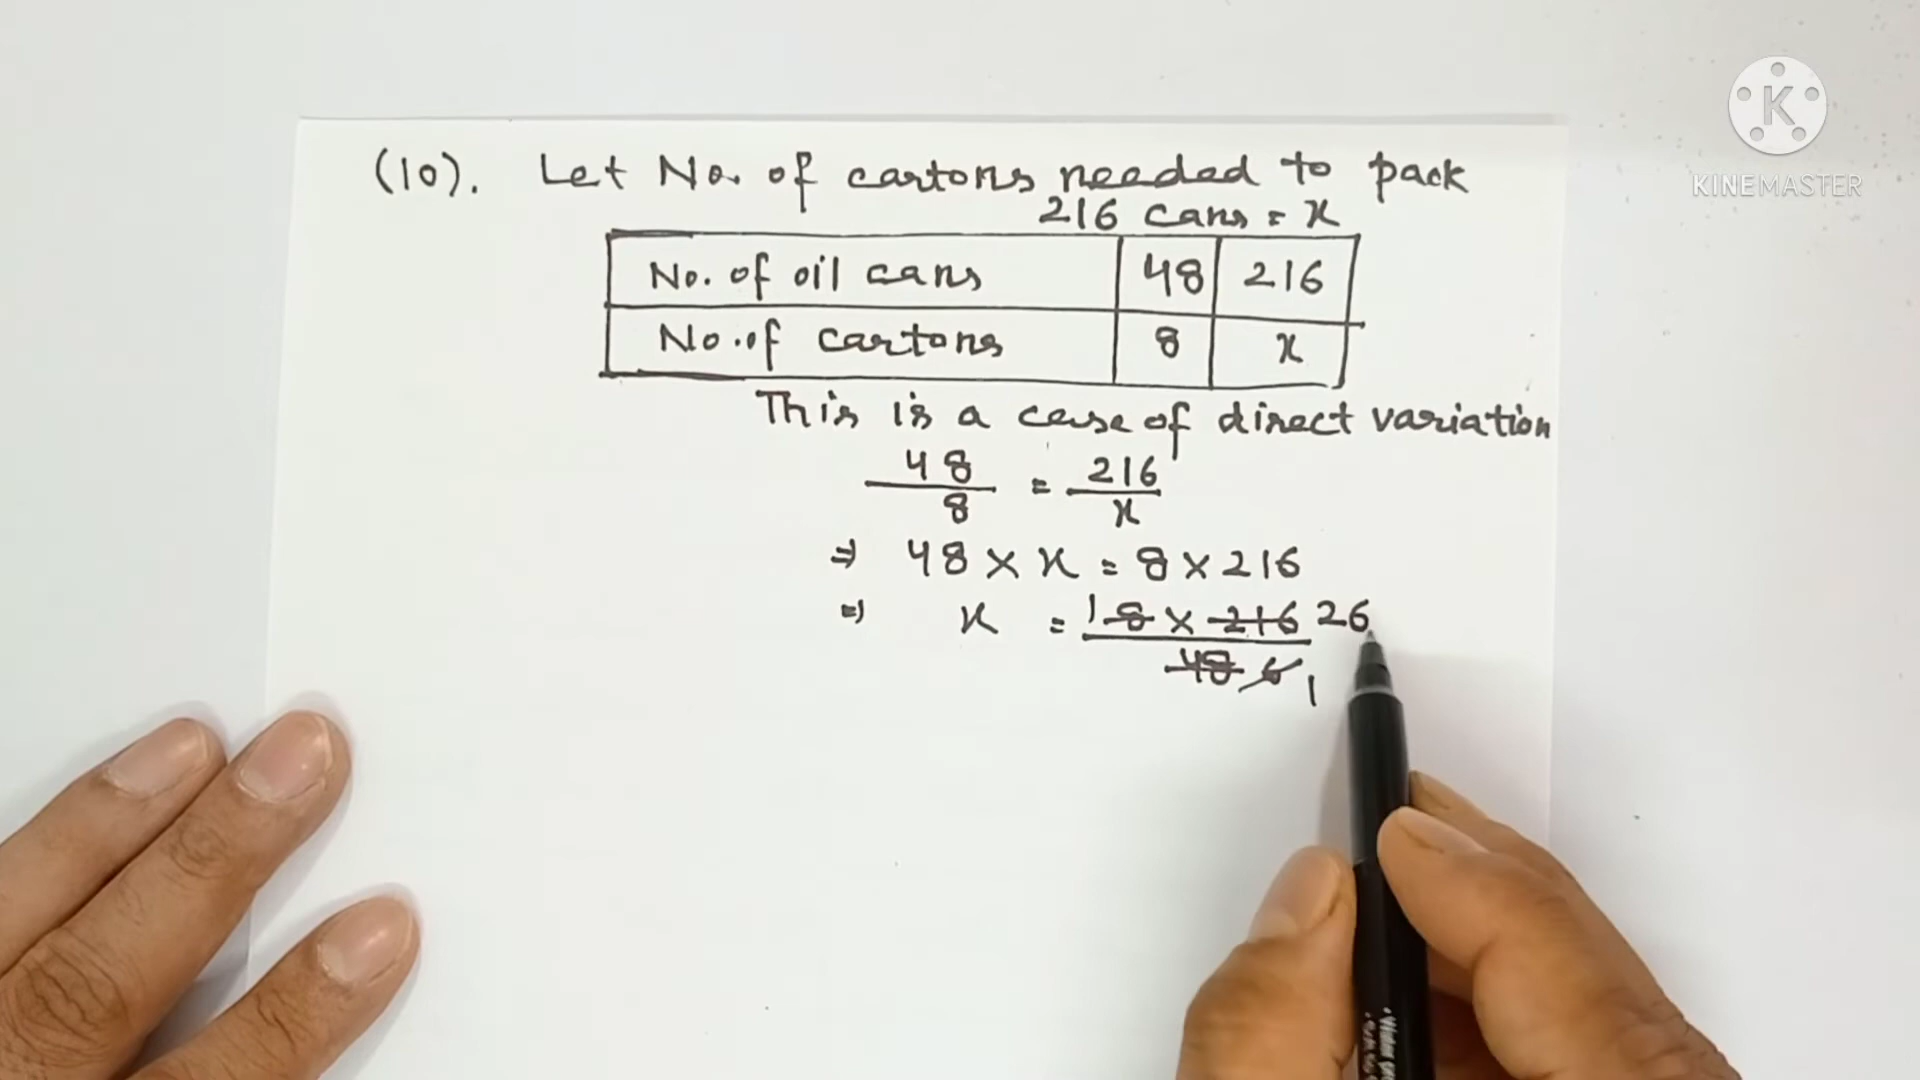 K
KINEMASTER
(10). Let No. of cartons needed to pack
216 cans = x
No. of oil cans 48 216
No. of cartons 8 x
This is a case of direct variation
48/8 = 216/x
⇒ 48 × x = 8 × 216
⇒ x = 1 8 × 216 26 / 48 6 1